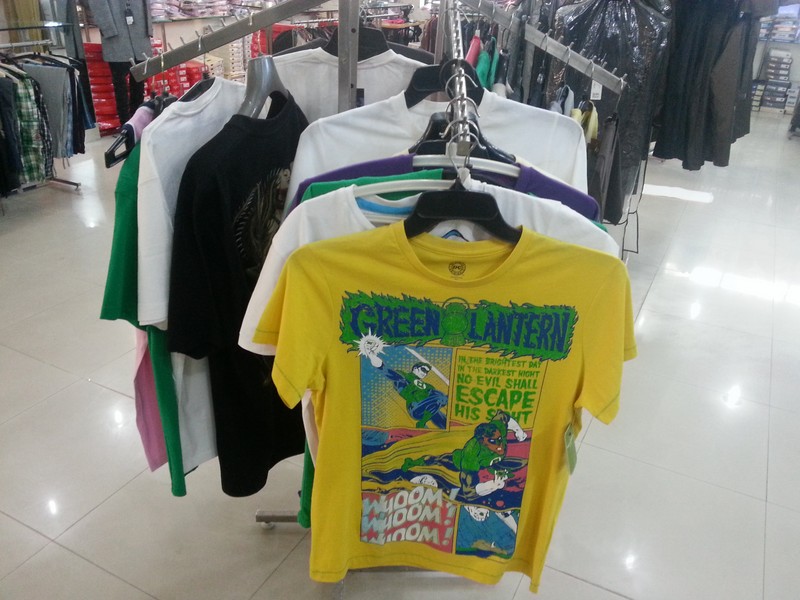 GREEN LANTERN
IN THE BRIGHTEST DAY
IN THE DARKEST NIGHT
NO EVIL SHALL
ESCAPE
HIS SIGHT
WHOOM!
WHOOM!
WHOOM!